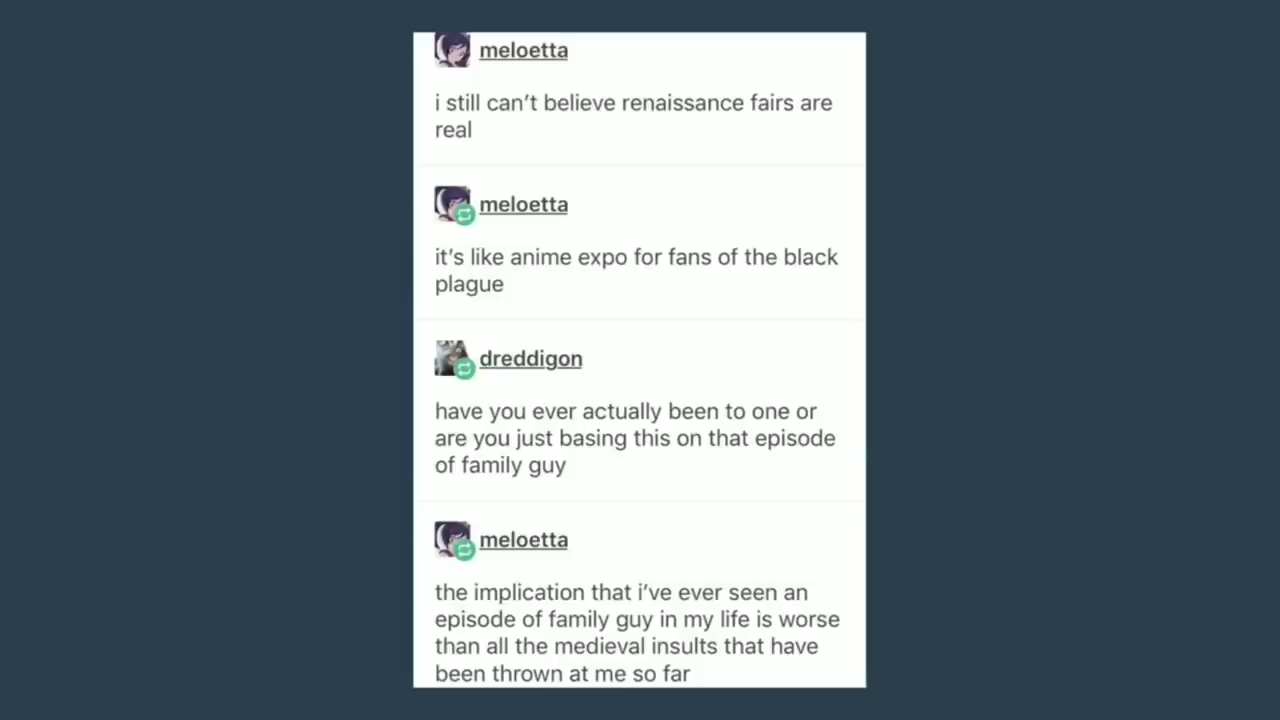 meloetta
i still can't believe renaissance fairs are
real
meloetta
it's like anime expo for fans of the black
plague
dreddigon
have you ever actually been to one or
are you just basing this on that episode
of family guy
meloetta
the implication that i've ever seen an
episode of family guy in my life is worse
than all the medieval insults that have
been thrown at me so far